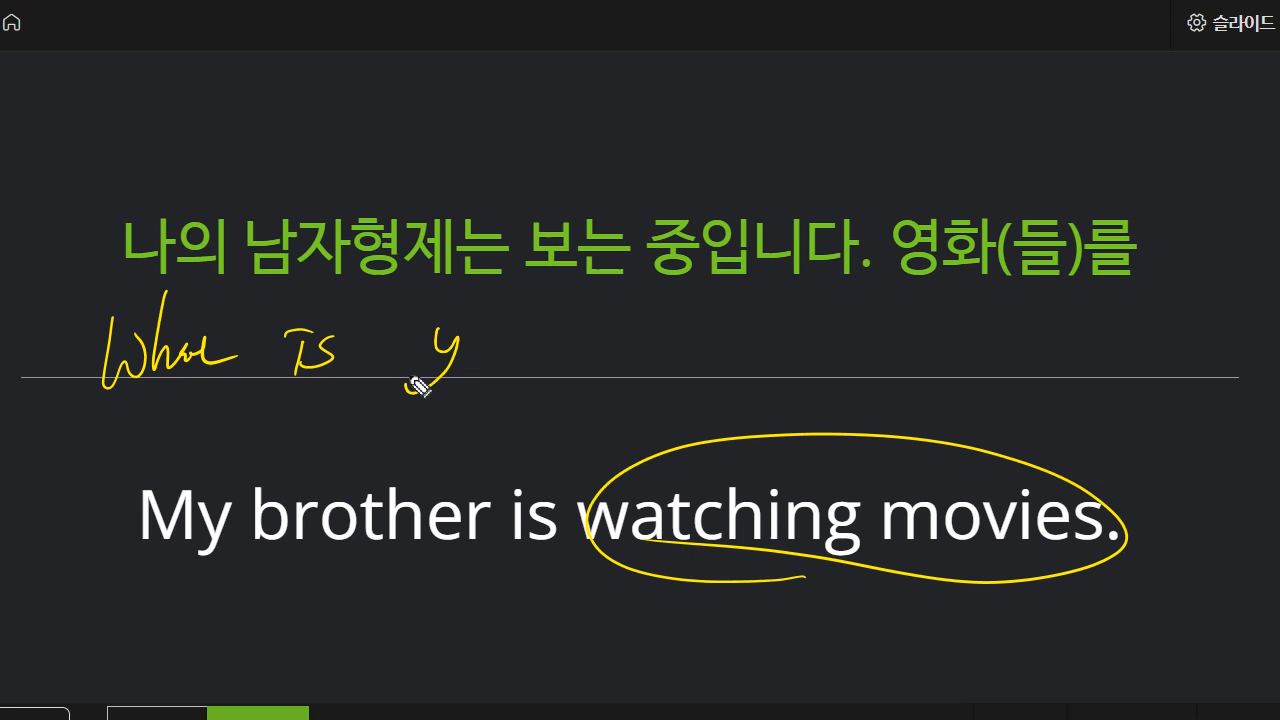 슬라이드
나의 남자형제는 보는 중입니다. 영화(들)를
is y
My brother is watching movies.